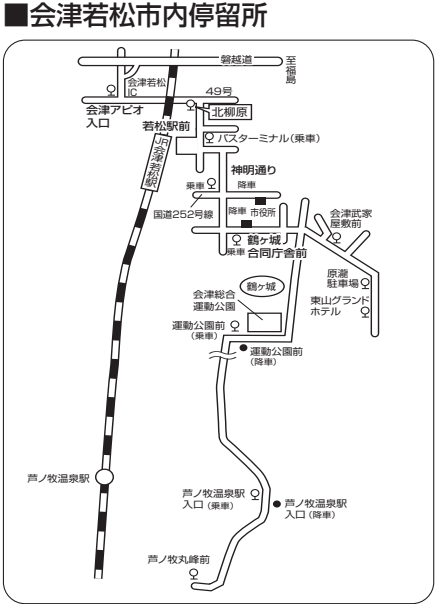 ■会津若松市内停留所
磐越道
至福島
会津若松
IC
49号
会津アピオ
入口
北柳原
若松駅前
バスターミナル(乗車)
JR会津若松駅
神明通り
乗車
降車
国道252号線
降車
市役所
会津武家
屋敷前
鶴ヶ城
合同庁舎前
乗車
原瀧
駐車場
鶴ヶ城
会津総合
運動公園
東山グランド
ホテル
運動公園前
(乗車)
運動公園前
(降車)
芦ノ牧温泉駅
芦ノ牧温泉駅
入口(乗車)
芦ノ牧温泉駅
入口(降車)
芦ノ牧丸峰前